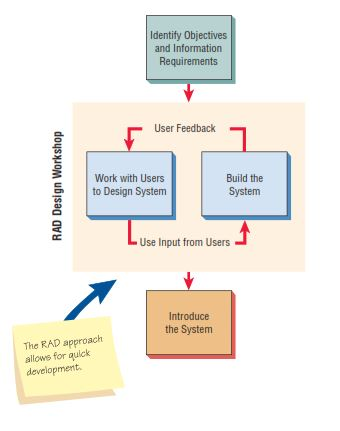 Identify Objectives
and Information
Requirements
RAD Design Workshop
User Feedback
Work with Users
to Design System
Build the
System
Use Input from Users
Introduce
the System
The RAD approach
allows for quick
development.